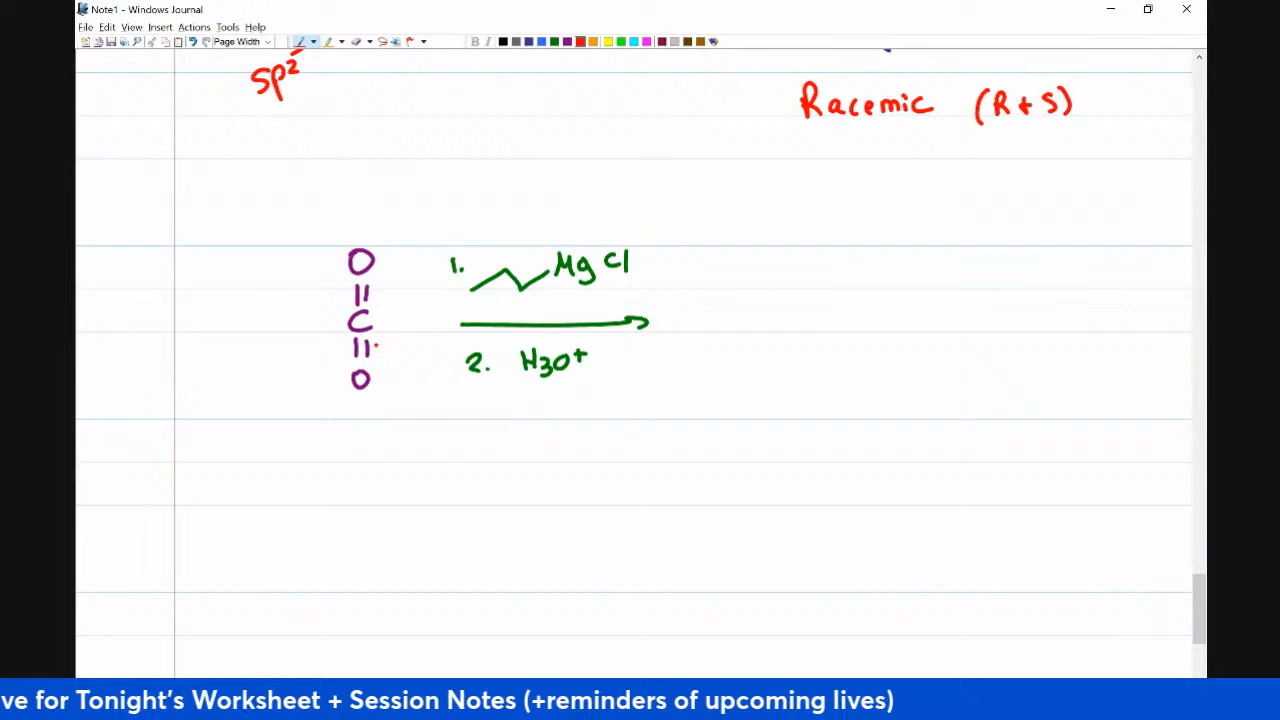 Note1 - Windows Journal
File Edit View Insert Actions Tools Help
Page Width B I
sp²
Racemic (R + S)
O
1. MgCl
||
C
||
2. H3O+
O
ve for Tonight's Worksheet + Session Notes (+reminders of upcoming lives)